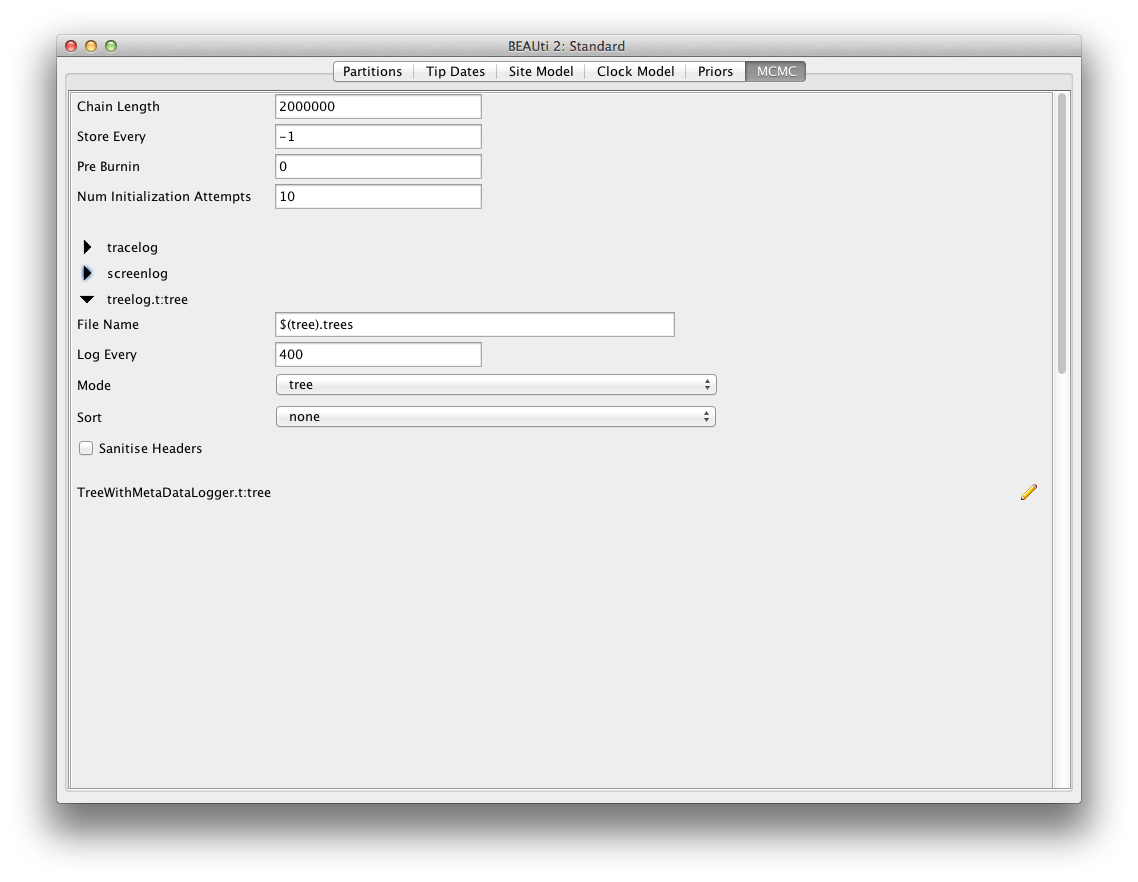 BEAUti 2: Standard
Partitions Tip Dates Site Model Clock Model Priors MCMC
Chain Length 2000000
Store Every -1
Pre Burnin 0
Num Initialization Attempts 10
tracelog
screenlog
treelog.t:tree
File Name $(tree).trees
Log Every 400
Mode tree
Sort none
Sanitise Headers
TreeWithMetaDataLogger.t:tree